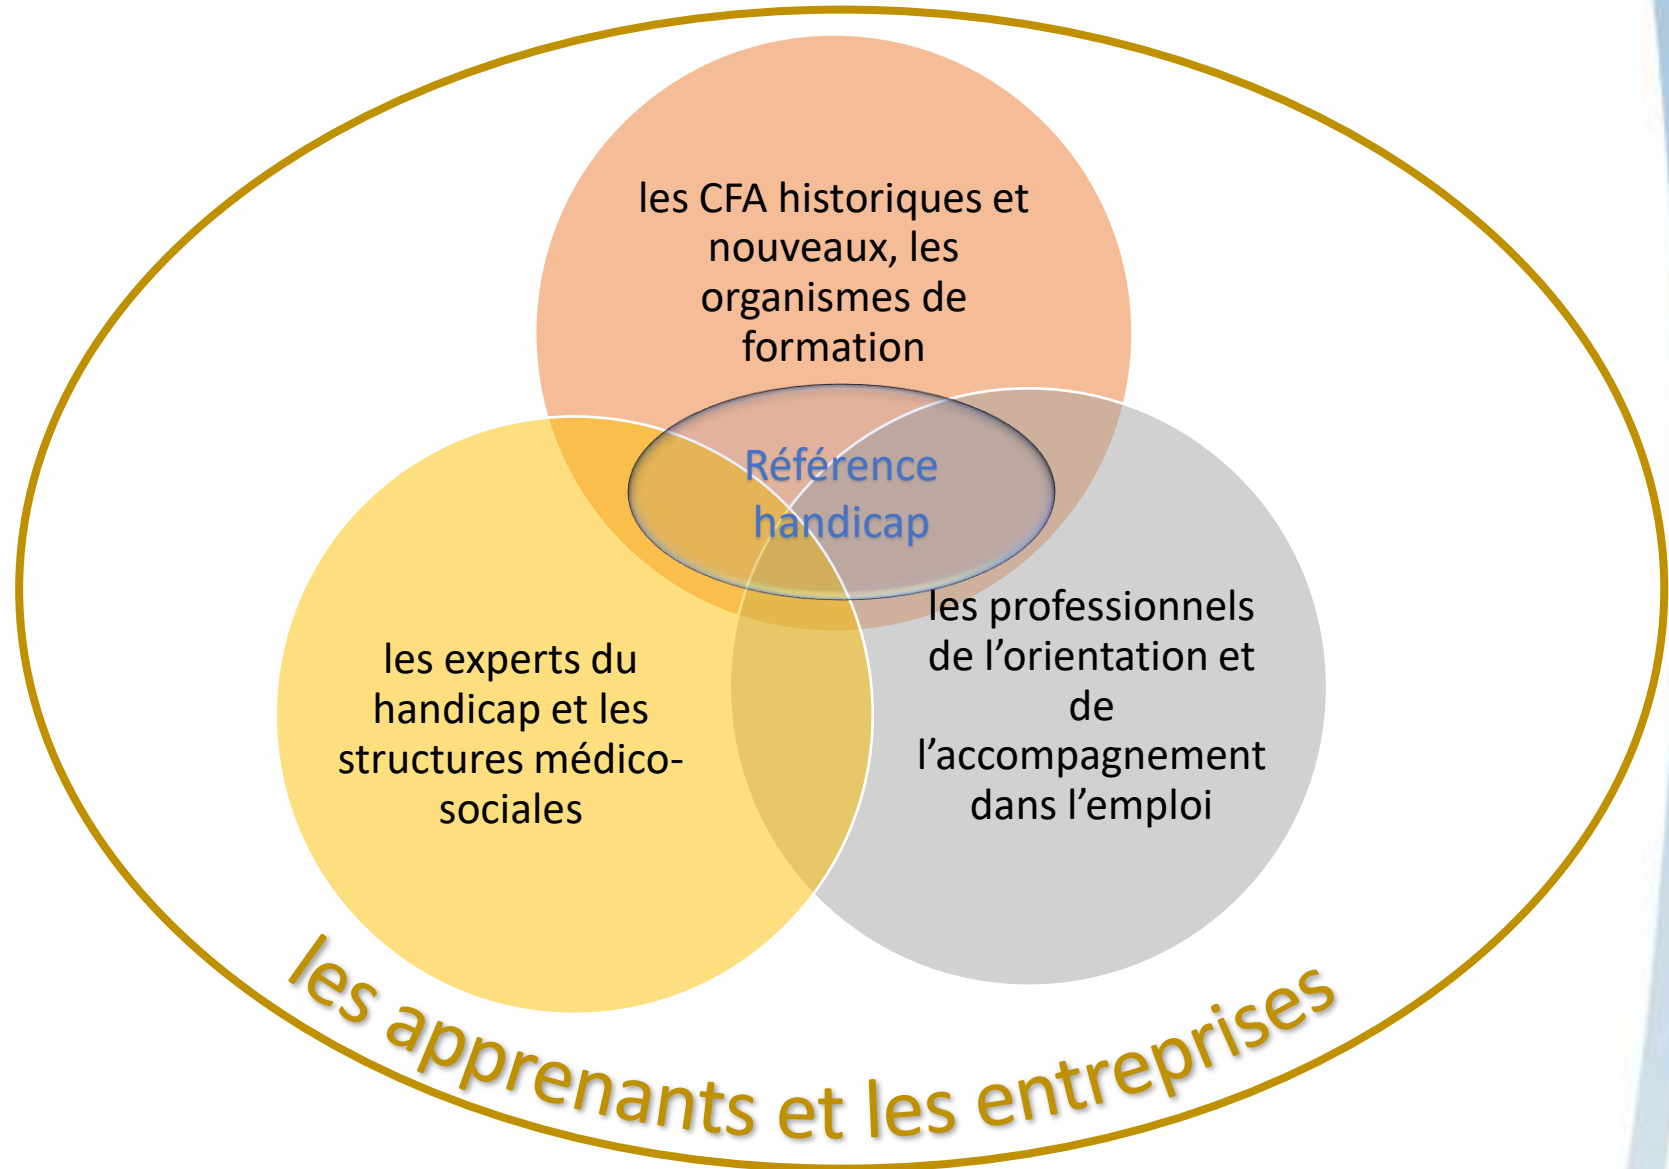 les CFA historiques et
nouveaux, les
organismes de
formation
Référence
handicap
les professionnels
de l’orientation et
de
l’accompagnement
dans l’emploi
les experts du
handicap et les
structures médico-
sociales
les apprenants et les entreprises